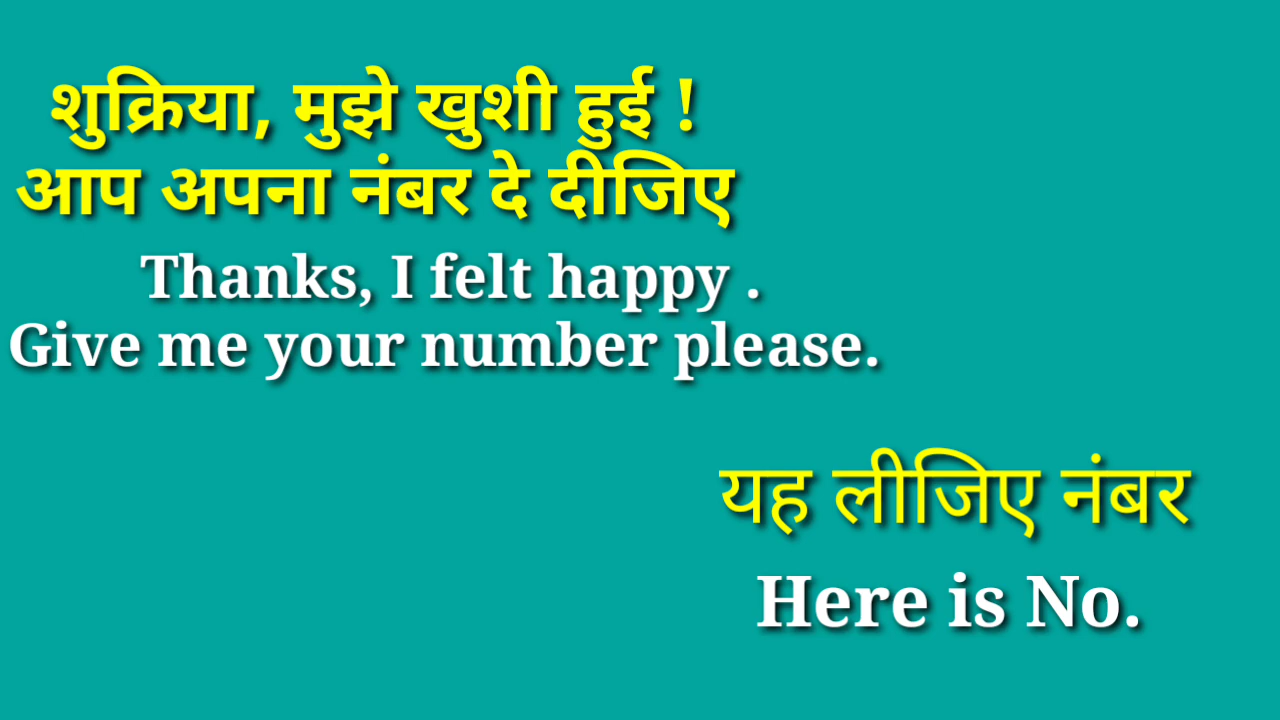 शुक्रिया, मुझे खुशी हुई !
आप अपना नंबर दे दीजिए
Thanks, I felt happy .
Give me your number please.
यह लीजिए नंबर
Here is No.